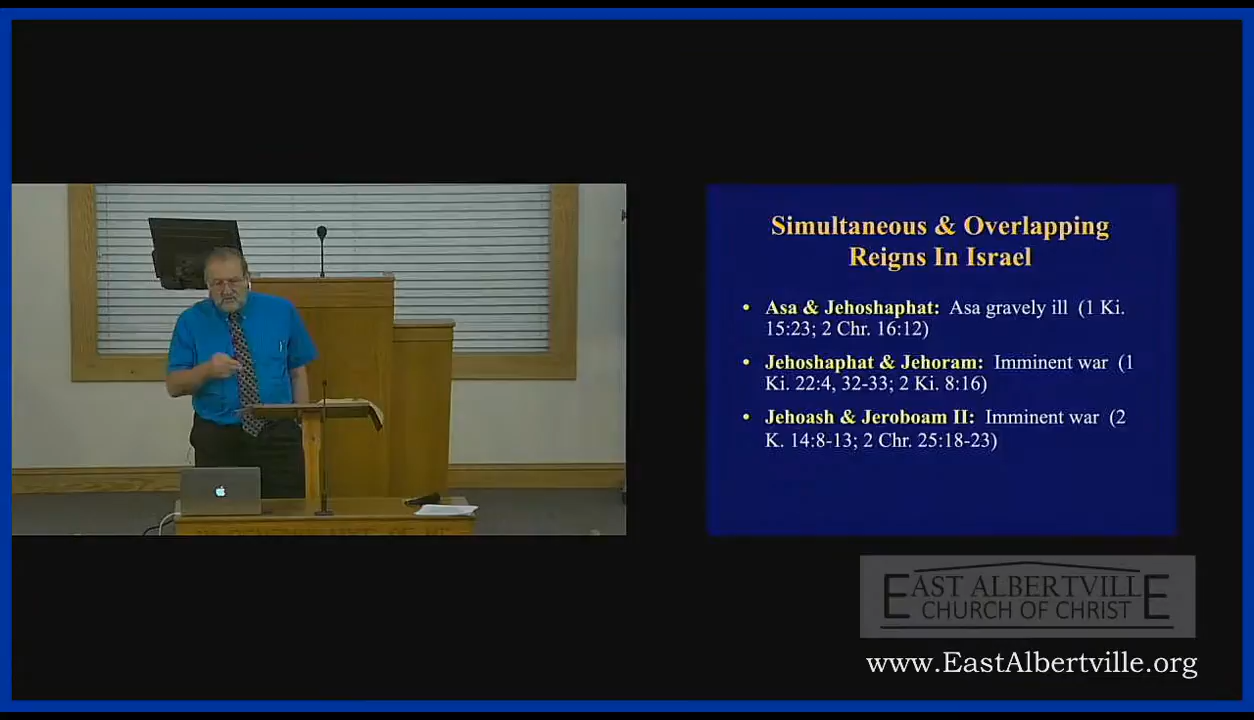 Simultaneous & Overlapping
Reigns In Israel
• Asa & Jehoshaphat: Asa gravely ill (1 Ki.
15:23; 2 Chr. 16:12)
• Jehoshaphat & Jehoram: Imminent war (1
Ki. 22:4, 32-33; 2 Ki. 8:16)
• Jehoash & Jeroboam II: Imminent war (2
K. 14:8-13; 2 Chr. 25:18-23)
EAST ALBERTVILLE
CHURCH OF CHRIST
www.EastAlbertville.org